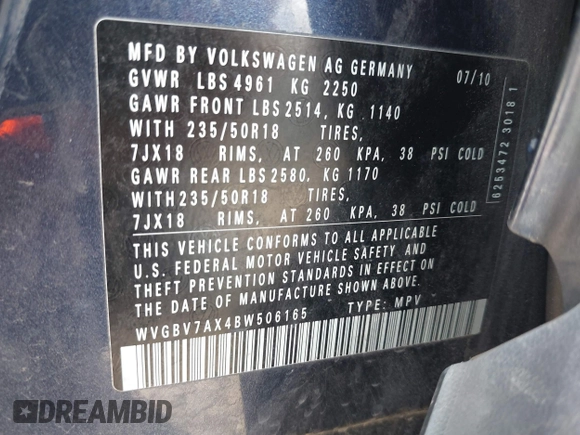 MFD BY VOLKSWAGEN AG GERMANY 07/10
GVWR LBS 4961 KG 2250
GAWR FRONT LBS 2514, KG 1140
WITH 235/50R18 TIRES,
7JX18 RIMS, AT 260 KPA, 38 PSI COLD
GAWR REAR LBS 2580, KG 1170
WITH 235/50R18 TIRES,
7JX18 RIMS, AT 260 KPA, 38 PSI COLD
THIS VEHICLE CONFORMS TO ALL APPLICABLE
U.S. FEDERAL MOTOR VEHICLE SAFETY AND
THEFT PREVENTION STANDARDS IN EFFECT ON
THE DATE OF MANUFACTURE SHOWN ABOVE.
WVGBV7AX4BW506165 TYPE: MPV
6253472 3018 1
DREAMBID